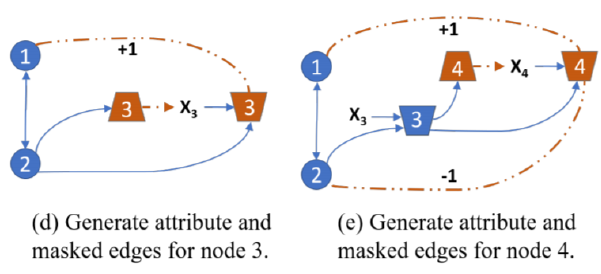 +1
1
3
X3
3
2
(d) Generate attribute and
masked edges for node 3.
+1
1
4
X4
4
X3
3
2
-1
(e) Generate attribute and
masked edges for node 4.